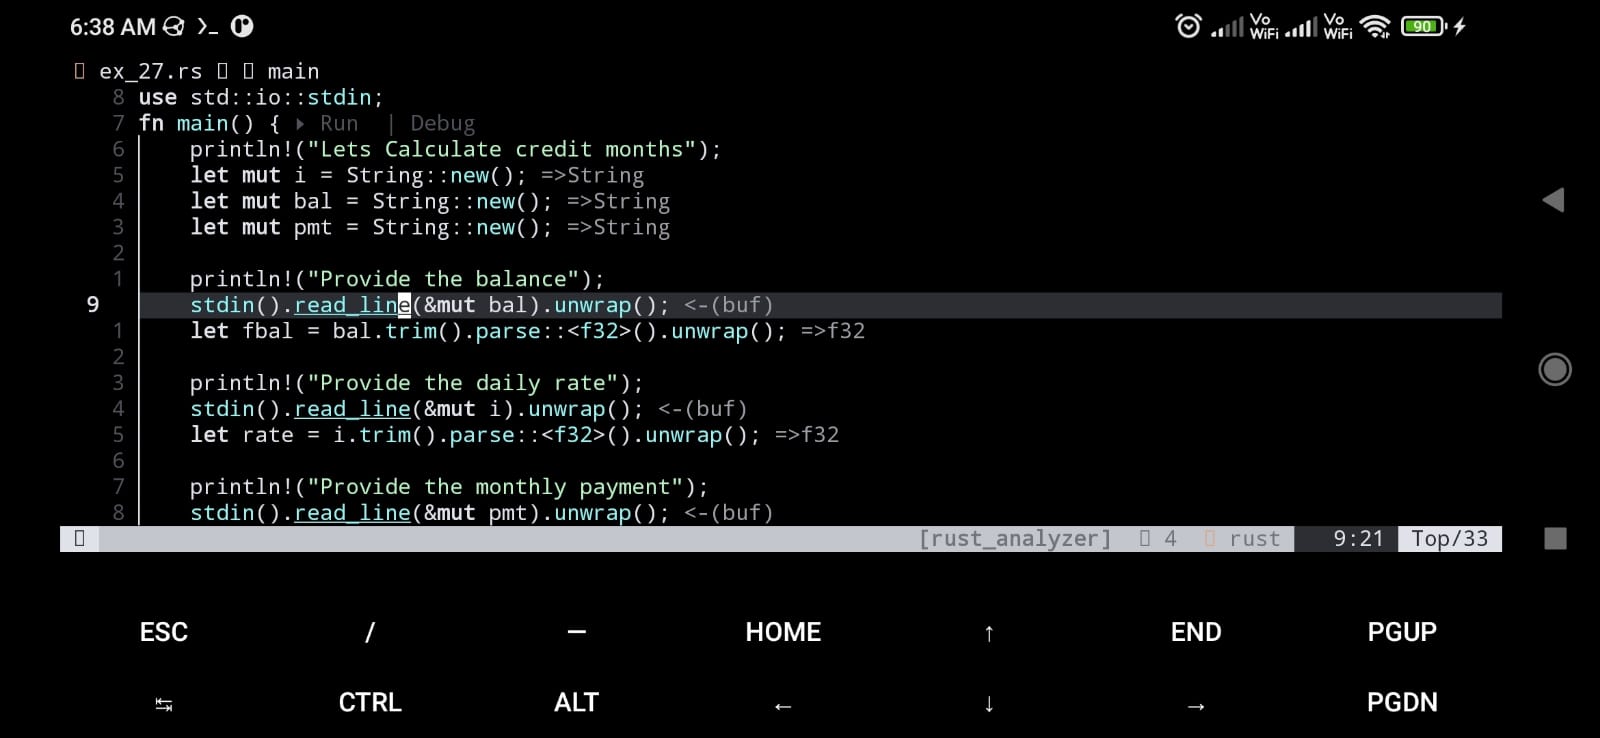 6:38 AM Vo WiFi Vo WiFi 90
ex_27.rs main
8 use std::io::stdin;
7 fn main() { Run | Debug
6 println!("Lets Calculate credit months");
5 let mut i = String::new(); =>String
4 let mut bal = String::new(); =>String
3 let mut pmt = String::new(); =>String
2
1 println!("Provide the balance");
9 stdin().read_line(&mut bal).unwrap(); <-(buf)
1 let fbal = bal.trim().parse::<f32>().unwrap(); =>f32
2
3 println!("Provide the daily rate");
4 stdin().read_line(&mut i).unwrap(); <-(buf)
5 let rate = i.trim().parse::<f32>().unwrap(); =>f32
6
7 println!("Provide the monthly payment");
8 stdin().read_line(&mut pmt).unwrap(); <-(buf)
[rust_analyzer] 4 rust 9:21 Top/33
ESC / — HOME ↑ END PGUP
↹ CTRL ALT ← ↓ → PGDN